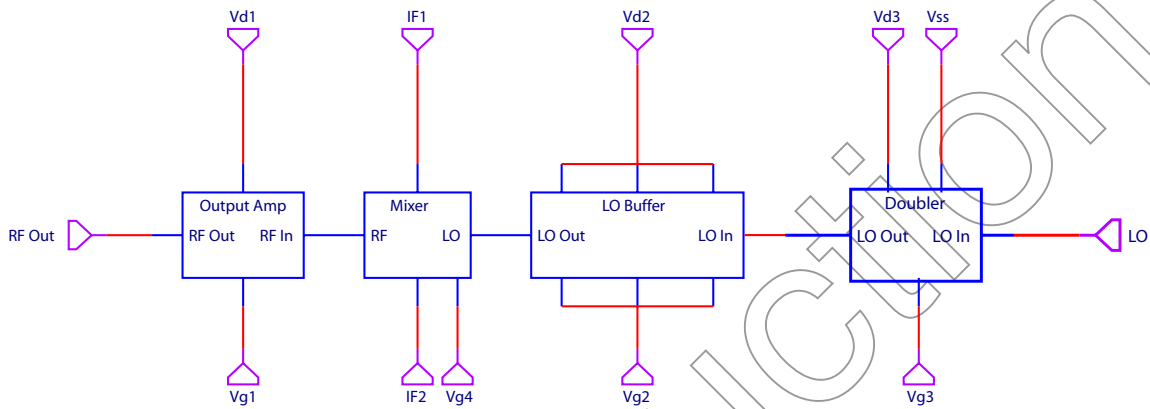 Vd1 IF1 Vd2 Vd3 Vss
Output Amp Mixer LO Buffer Doubler
RF Out RF Out RF In RF LO LO Out LO In LO Out LO In LO
Vg1 IF2 Vg4 Vg2 Vg3
ction